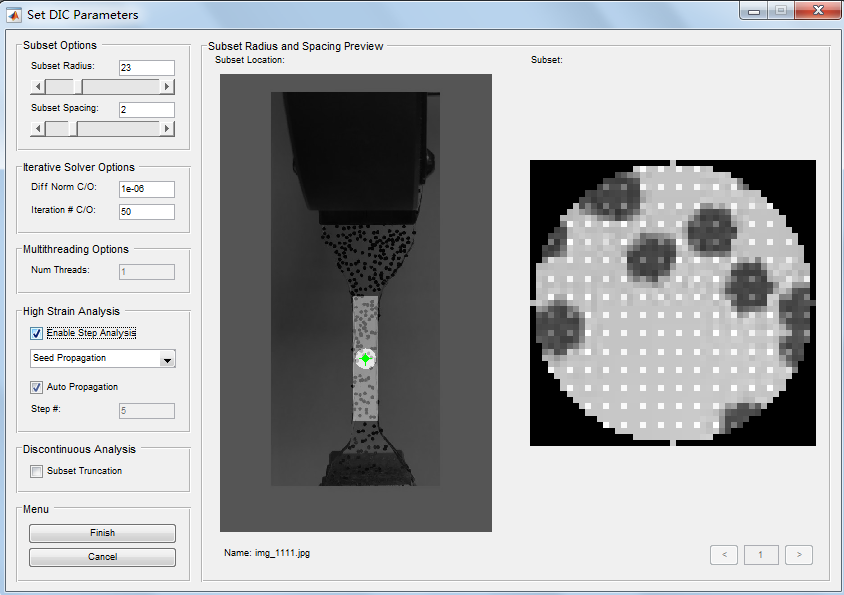 Set DIC Parameters
Subset Options
Subset Radius: 23
Subset Spacing: 2
Iterative Solver Options
Diff Norm C/O: 1e-06
Iteration # C/O: 50
Multithreading Options
Num Threads: 1
High Strain Analysis
Enable Step Analysis
Seed Propagation
Auto Propagation
Step #: 5
Discontinuous Analysis
Subset Truncation
Menu
Finish
Cancel
Subset Radius and Spacing Preview
Subset Location:
Subset:
Name: img_1111.jpg
< 1 >